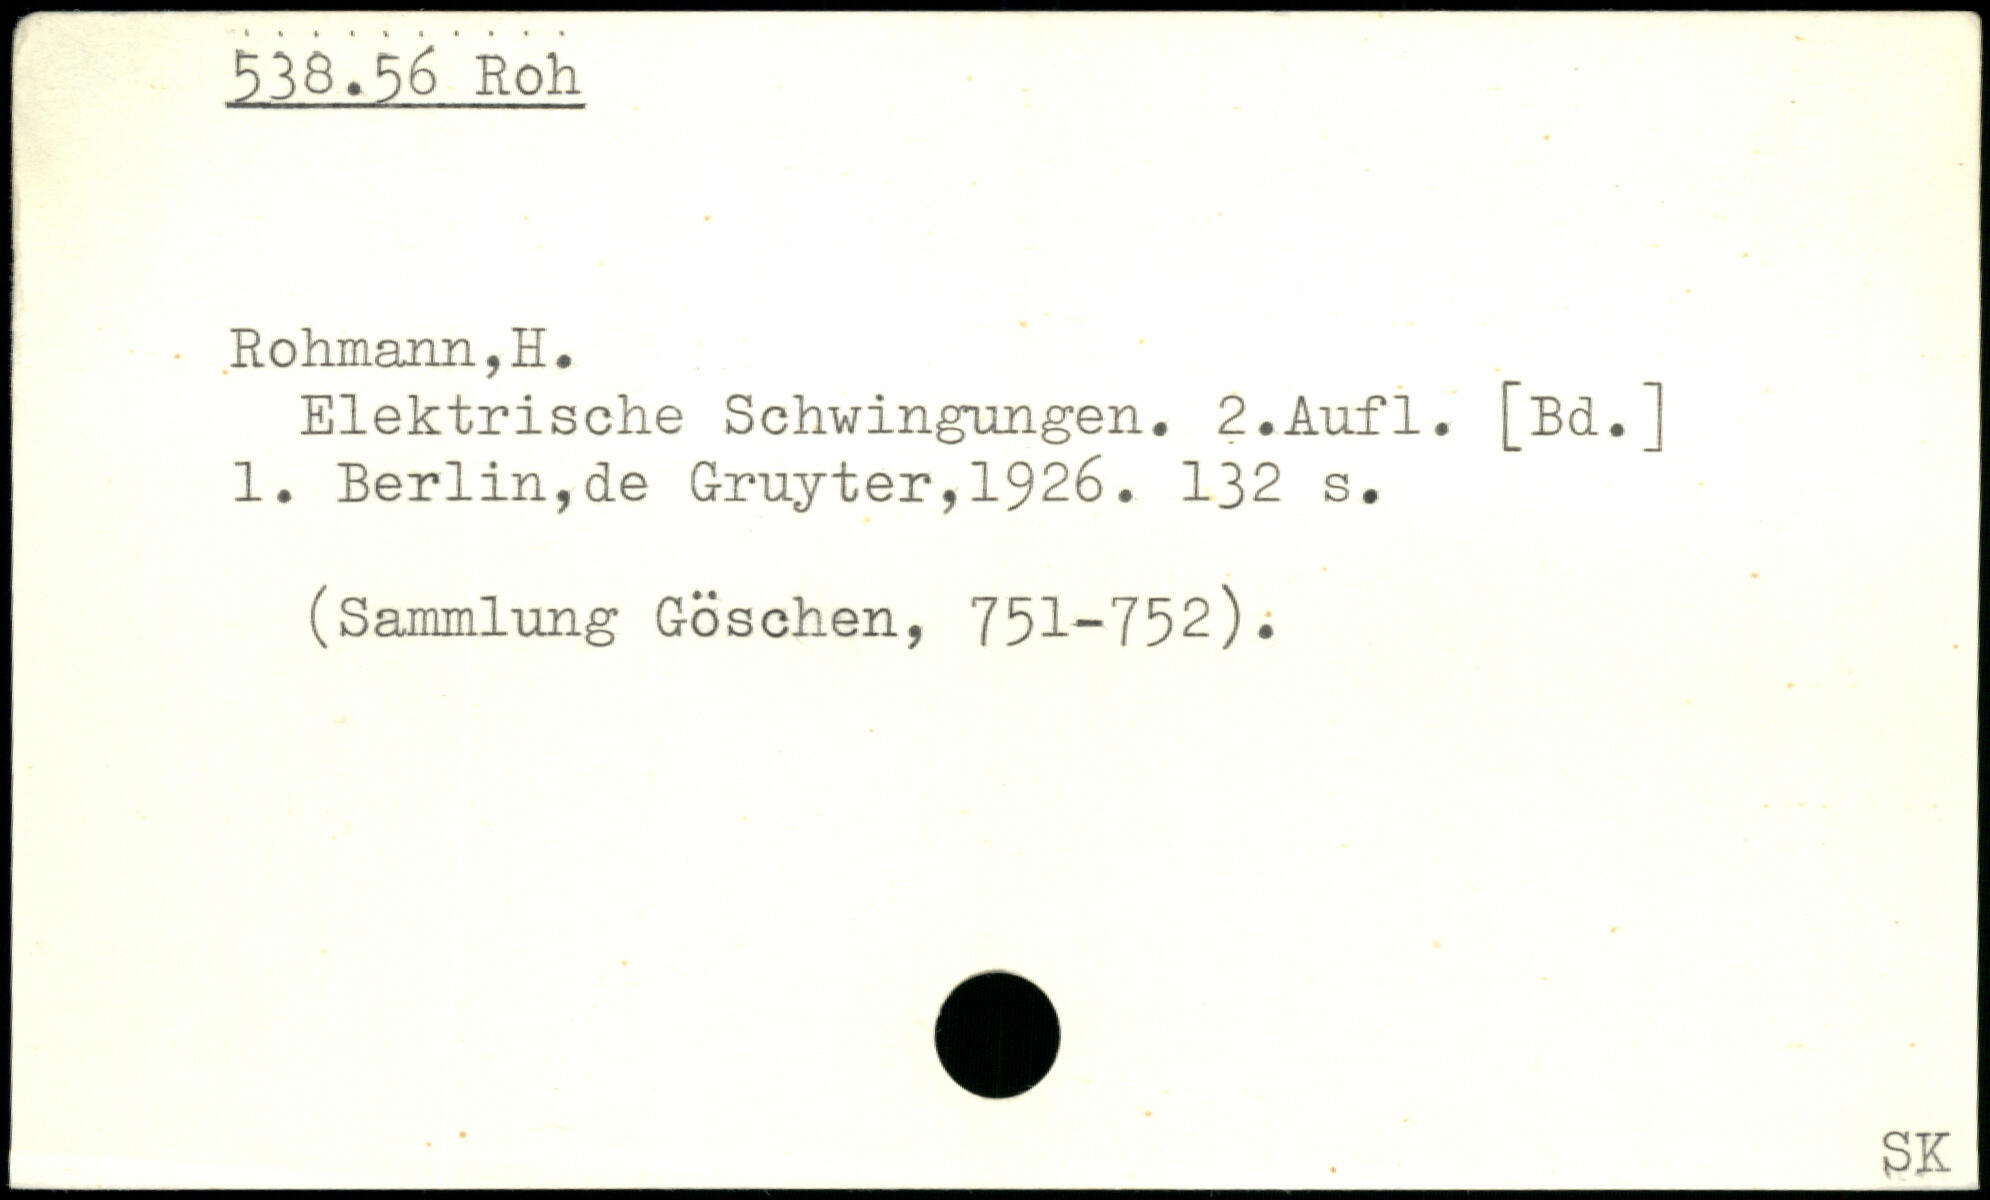 538.56 Roh
Rohmann,H.
Elektrische Schwingungen. 2.Aufl. [Bd.]
1. Berlin,de Gruyter,1926. 132 s.
(Sammlung Göschen, 751-752).
SK